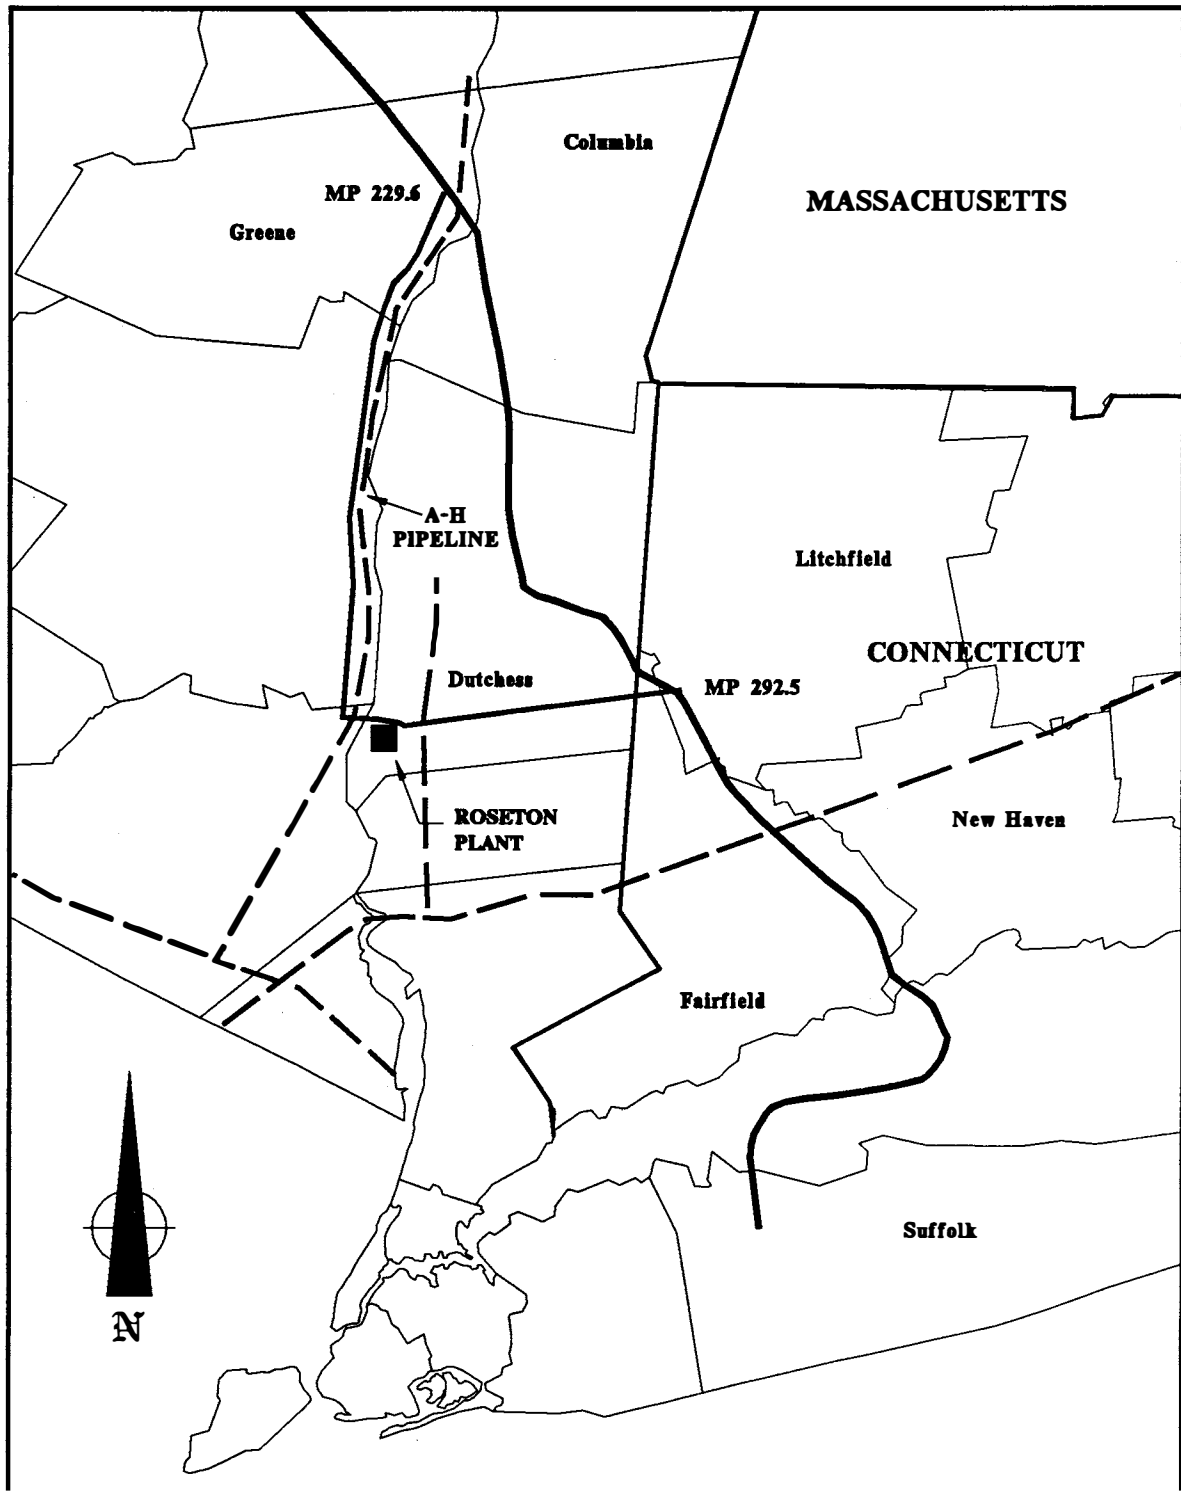 Columbia
MP 229.6
MASSACHUSETTS
Greene
A-H
PIPELINE
Litchfield
CONNECTICUT
Dutchess
MP 292.5
ROSETON
PLANT
New Haven
Fairfield
Suffolk
N